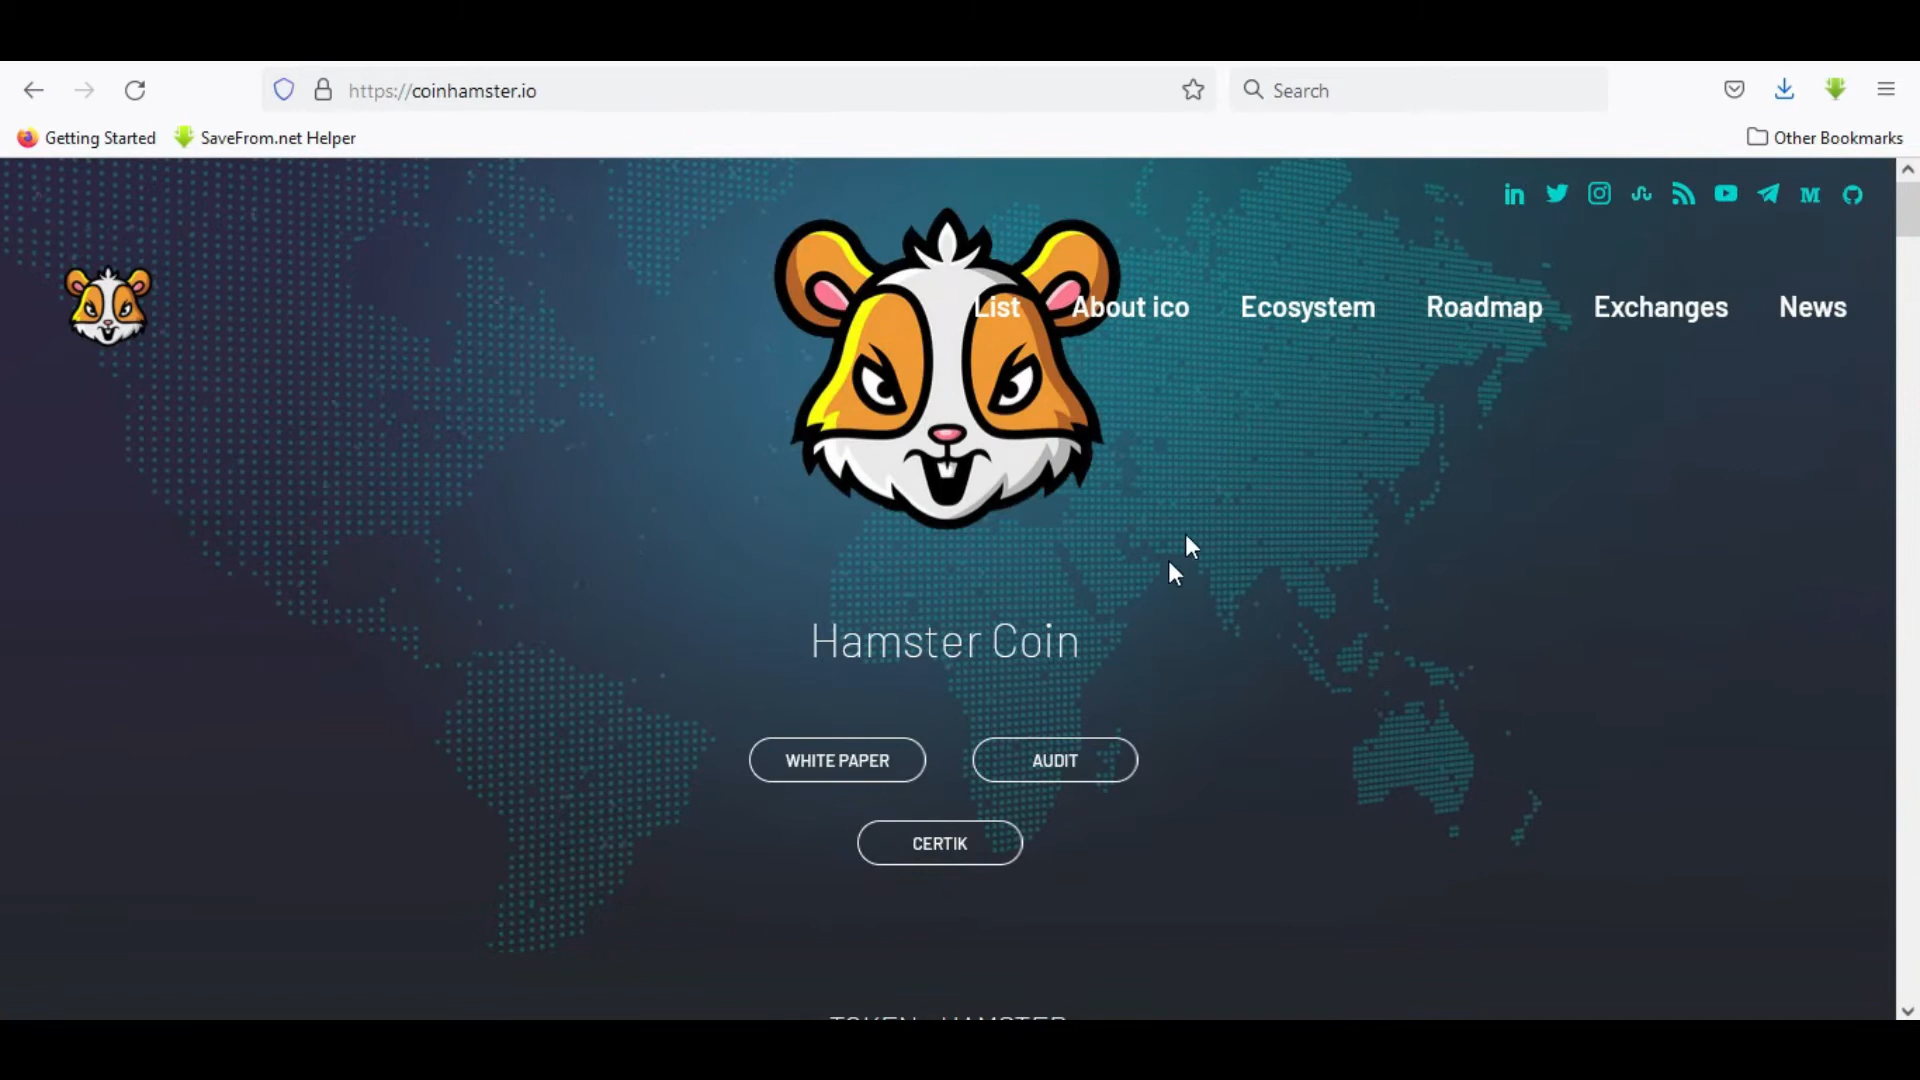 https://coinhamster.io
Search
Getting Started
SaveFrom.net Helper
Other Bookmarks
List
About ico
Ecosystem
Roadmap
Exchanges
News
Hamster Coin
WHITE PAPER
AUDIT
CERTIK